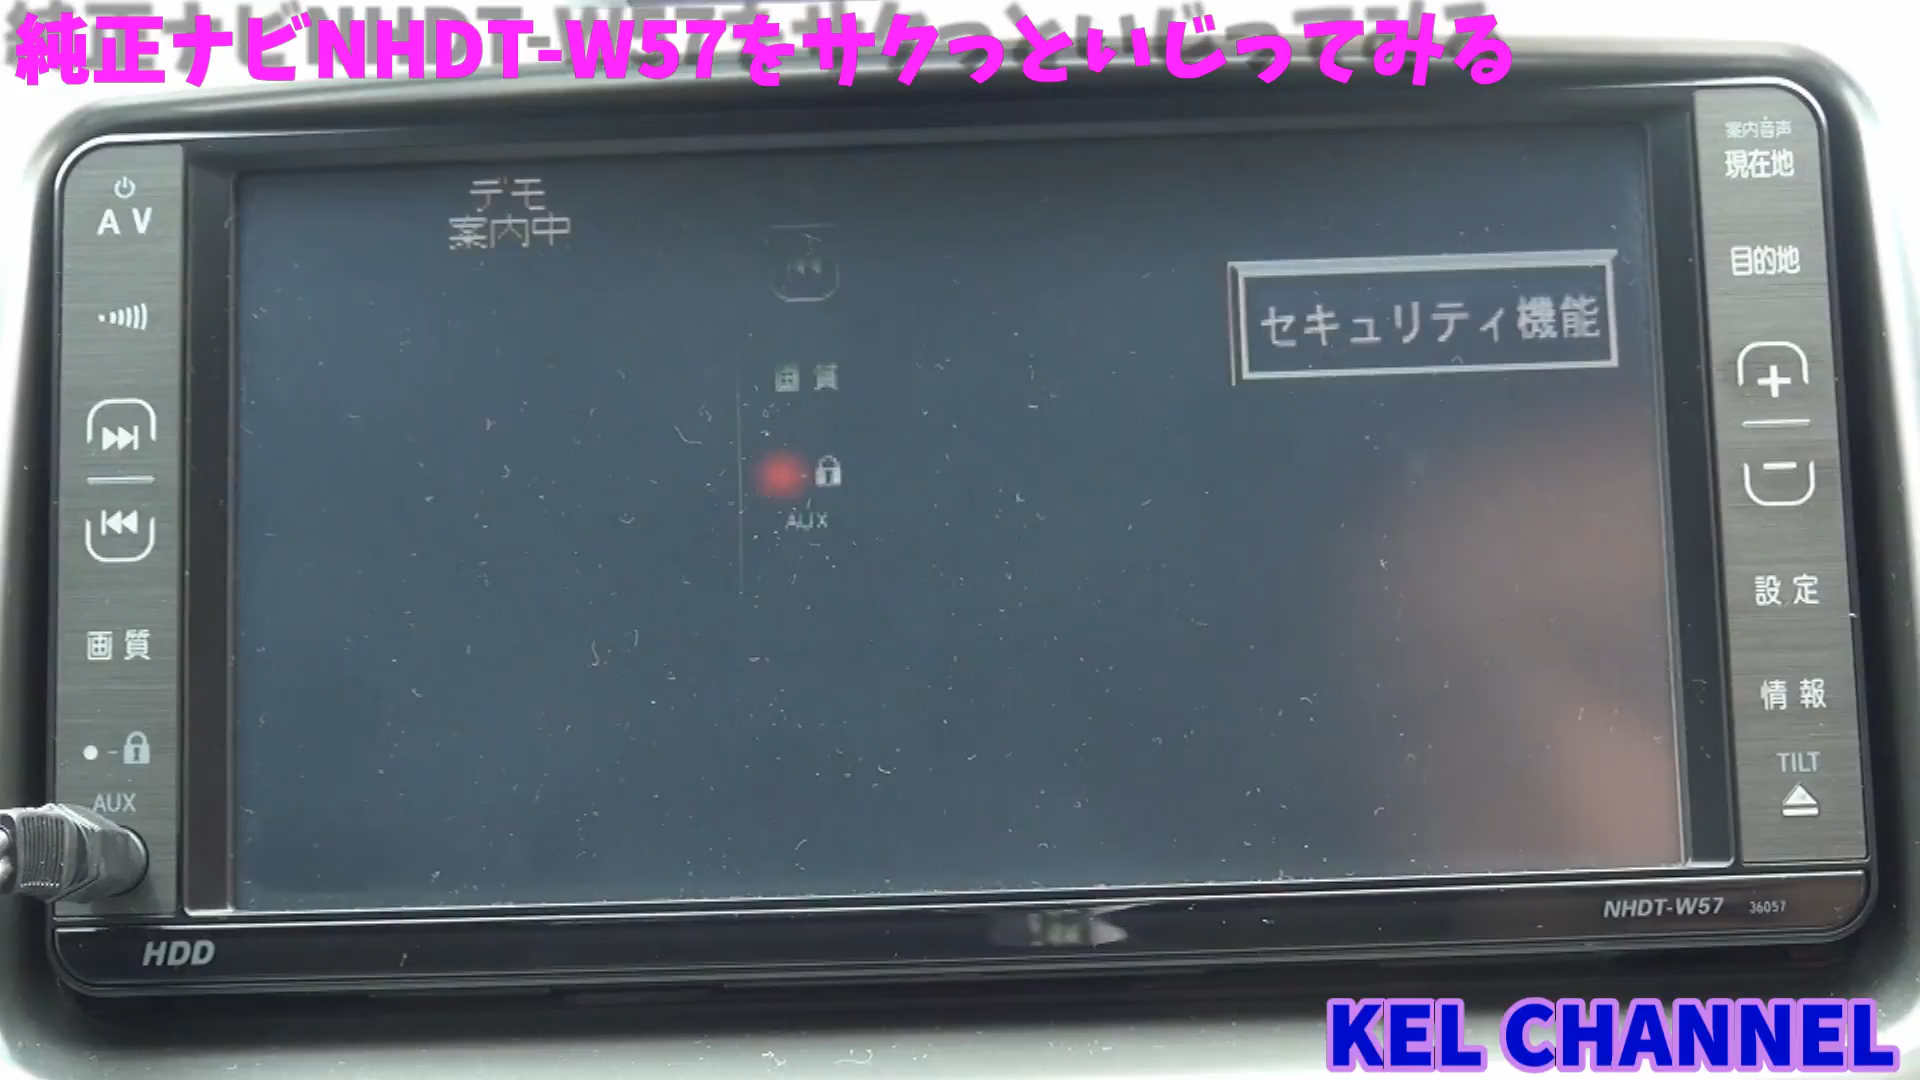 純正ナビNHDT-W57をサクっといじってみる
案内音声
現在地
AV
デモ
案内中
目的地
セキュリティ機能
画質
AUX
設定
画質
情報
TILT
AUX
NHDT-W57 36057
HDD
KEL CHANNEL